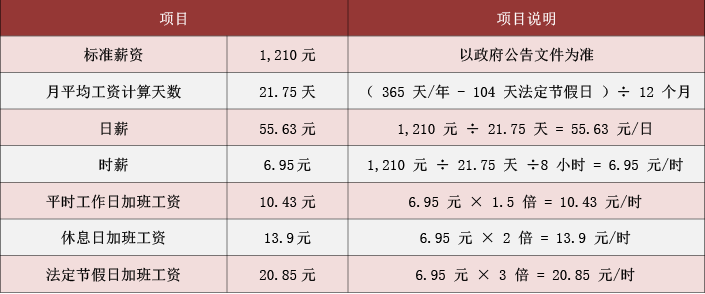 项目 项目说明
标准薪资 1,210 元 以政府公告文件为准
月平均工资计算天数 21.75 天 ( 365 天/年 - 104 天法定节假日 ) ÷ 12 个月
日薪 55.63 元 1,210 元 ÷ 21.75 天 = 55.63 元/日
时薪 6.95元 1,210 元 ÷ 21.75 天 ÷8 小时 = 6.95 元/时
平时工作日加班工资 10.43 元 6.95 元 × 1.5 倍 = 10.43 元/时
休息日加班工资 13.9元 6.95 元 × 2 倍 = 13.9 元/时
法定节假日加班工资 20.85 元 6.95 元 × 3 倍 = 20.85 元/时